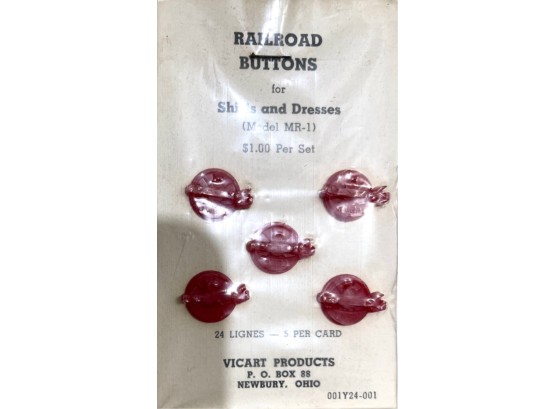 RAILROAD
BUTTONS
for
and Dresses
(Model MR-1)
$1.00 Per Set
24 LIGNES — 5 PER CARD
VICART PRODUCTS
P. O. BOX 88
NEWBURY, OHIO
001Y24-001